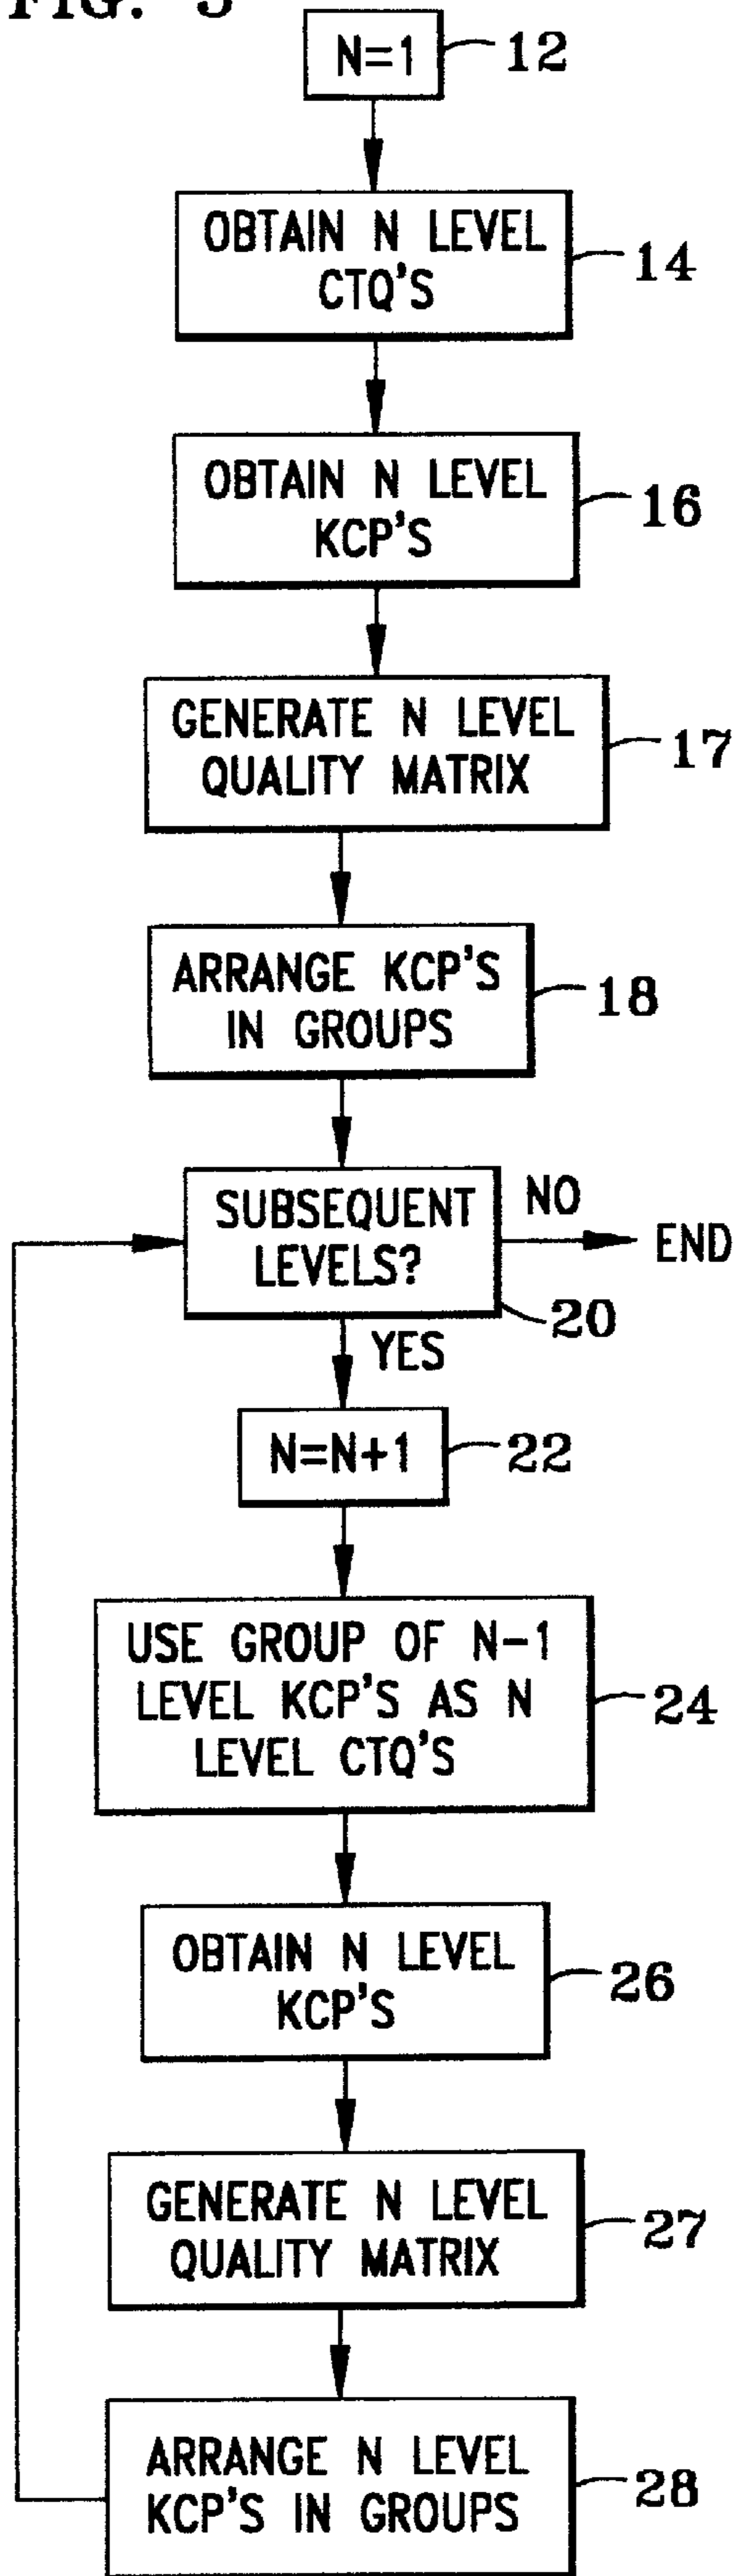 FIG. 3
N=1
12
OBTAIN N LEVEL
CTQ'S
14
OBTAIN N LEVEL
KCP'S
16
GENERATE N LEVEL
QUALITY MATRIX
17
ARRANGE KCP'S
IN GROUPS
18
SUBSEQUENT
LEVELS?
NO
END
20
YES
N=N+1
22
USE GROUP OF N-1
LEVEL KCP'S AS N
LEVEL CTQ'S
24
OBTAIN N LEVEL
KCP'S
26
GENERATE N LEVEL
QUALITY MATRIX
27
ARRANGE N LEVEL
KCP'S IN GROUPS
28